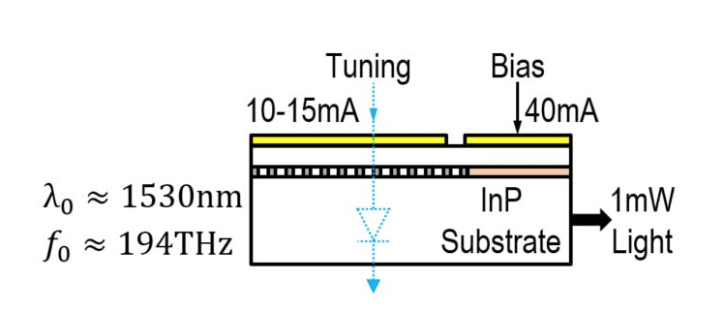 Tuning
Bias
10-15mA
40mA
λ₀ ≈ 1530nm
f₀ ≈ 194THz
InP
Substrate
1mW
Light